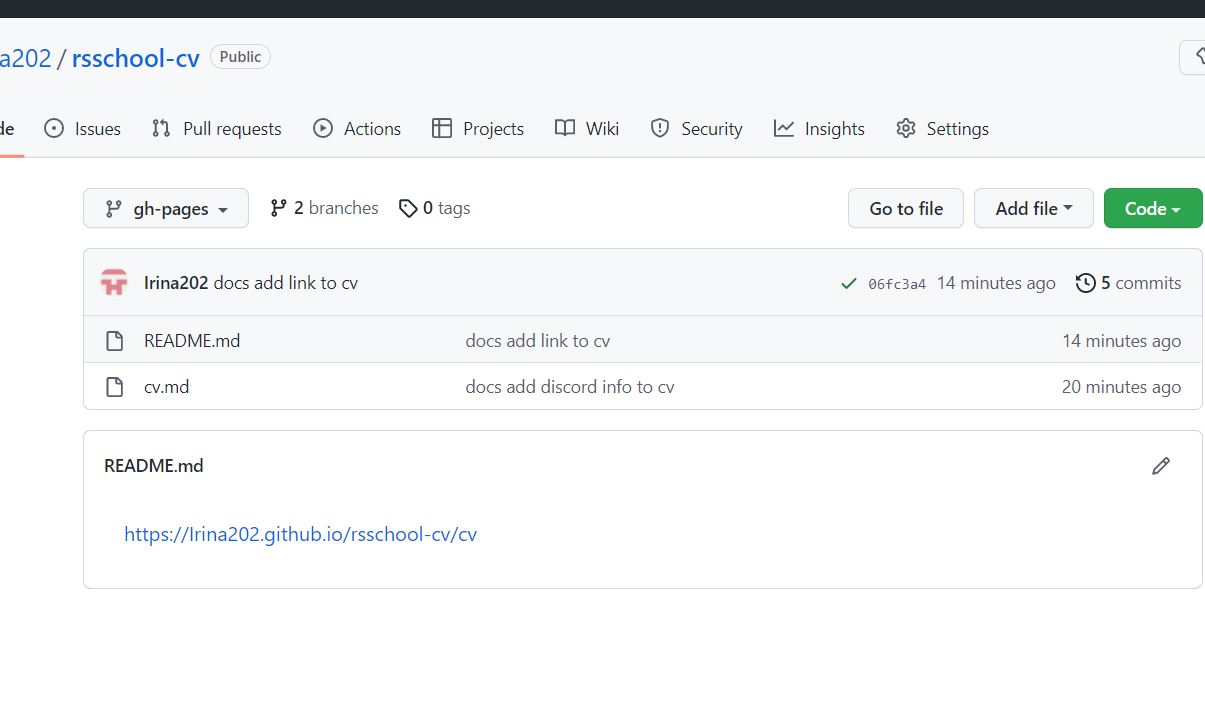 a202 / rsschool-cv Public
de Issues Pull requests Actions Projects Wiki Security Insights Settings
gh-pages 2 branches 0 tags Go to file Add file Code
Irina202 docs add link to cv 06fc3a4 14 minutes ago 5 commits
README.md docs add link to cv 14 minutes ago
cv.md docs add discord info to cv 20 minutes ago
README.md
https://Irina202.github.io/rsschool-cv/cv